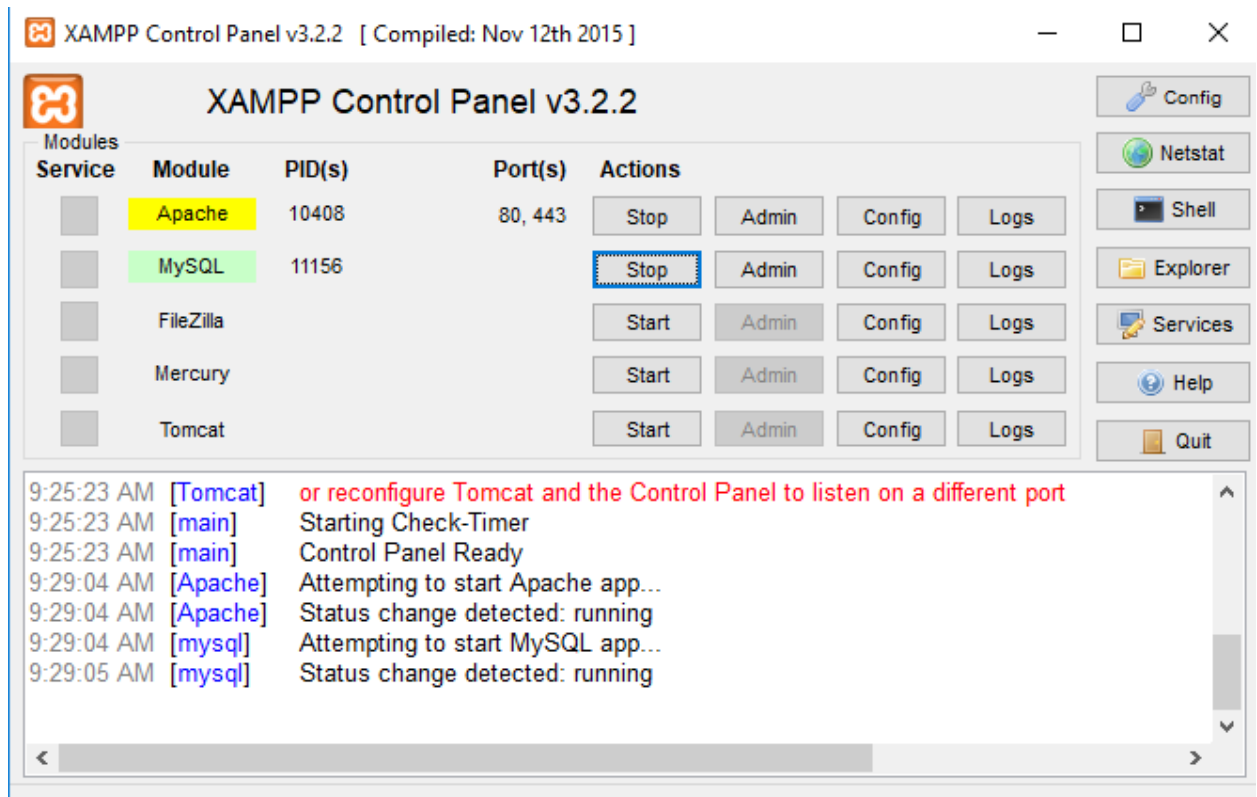 XAMPP Control Panel v3.2.2 [ Compiled: Nov 12th 2015 ]
XAMPP Control Panel v3.2.2
Config
Modules
Service Module PID(s) Port(s) Actions
Netstat
Apache 10408 80, 443 Stop Admin Config Logs
Shell
MySQL 11156 Stop Admin Config Logs
Explorer
FileZilla Start Admin Config Logs
Services
Mercury Start Admin Config Logs
Help
Tomcat Start Admin Config Logs
Quit
9:25:23 AM [Tomcat] or reconfigure Tomcat and the Control Panel to listen on a different port
9:25:23 AM [main] Starting Check-Timer
9:25:23 AM [main] Control Panel Ready
9:29:04 AM [Apache] Attempting to start Apache app...
9:29:04 AM [Apache] Status change detected: running
9:29:04 AM [mysql] Attempting to start MySQL app...
9:29:05 AM [mysql] Status change detected: running